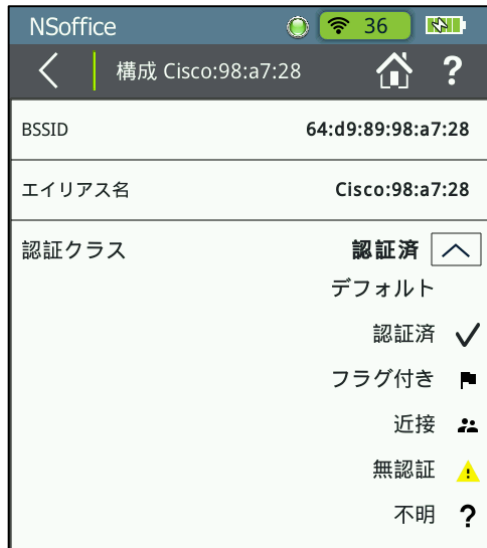 NSoffice 36
構成 Cisco:98:a7:28 ?
BSSID 64:d9:89:98:a7:28
エイリアス名 Cisco:98:a7:28
認証クラス 認証済
デフォルト
認証済
フラグ付き
近接
無認証
不明 ?